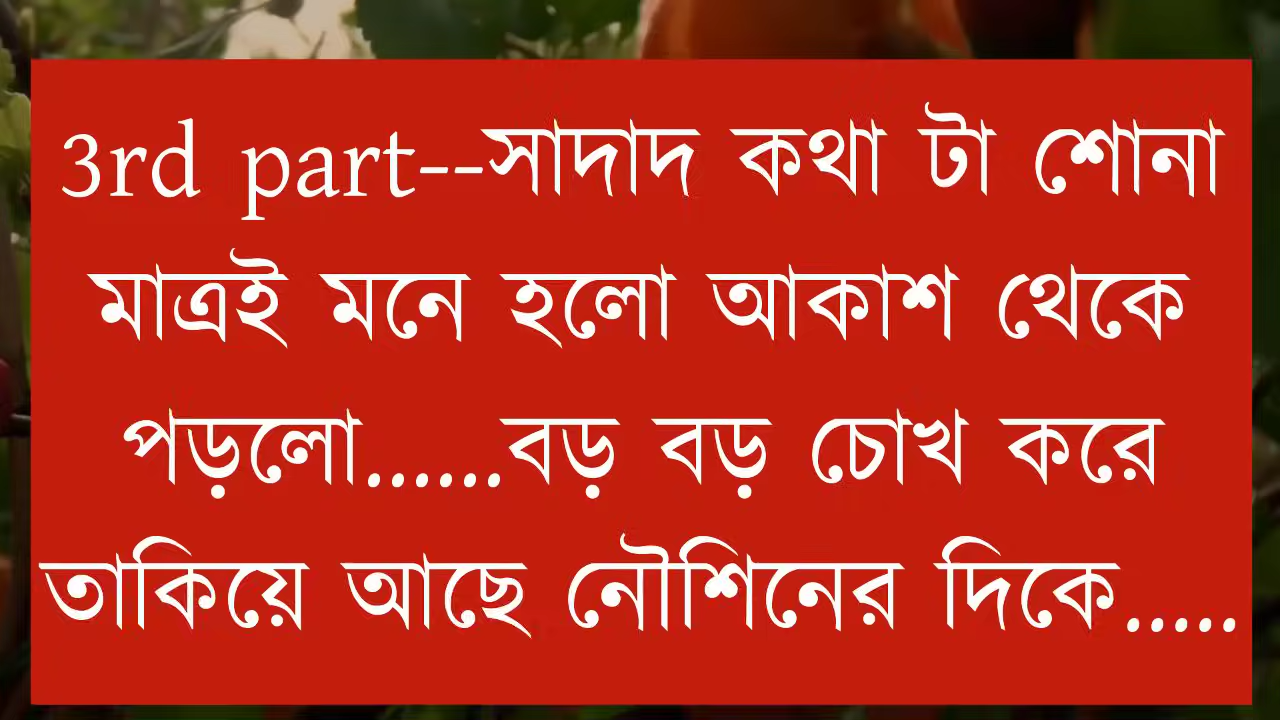 3rd part--সাদাদ কথা টা শোনা
মাত্রই মনে হলো আকাশ থেকে
পড়লো......বড় বড় চোখ করে
তাকিয়ে আছে নৌশিনের দিকে.....